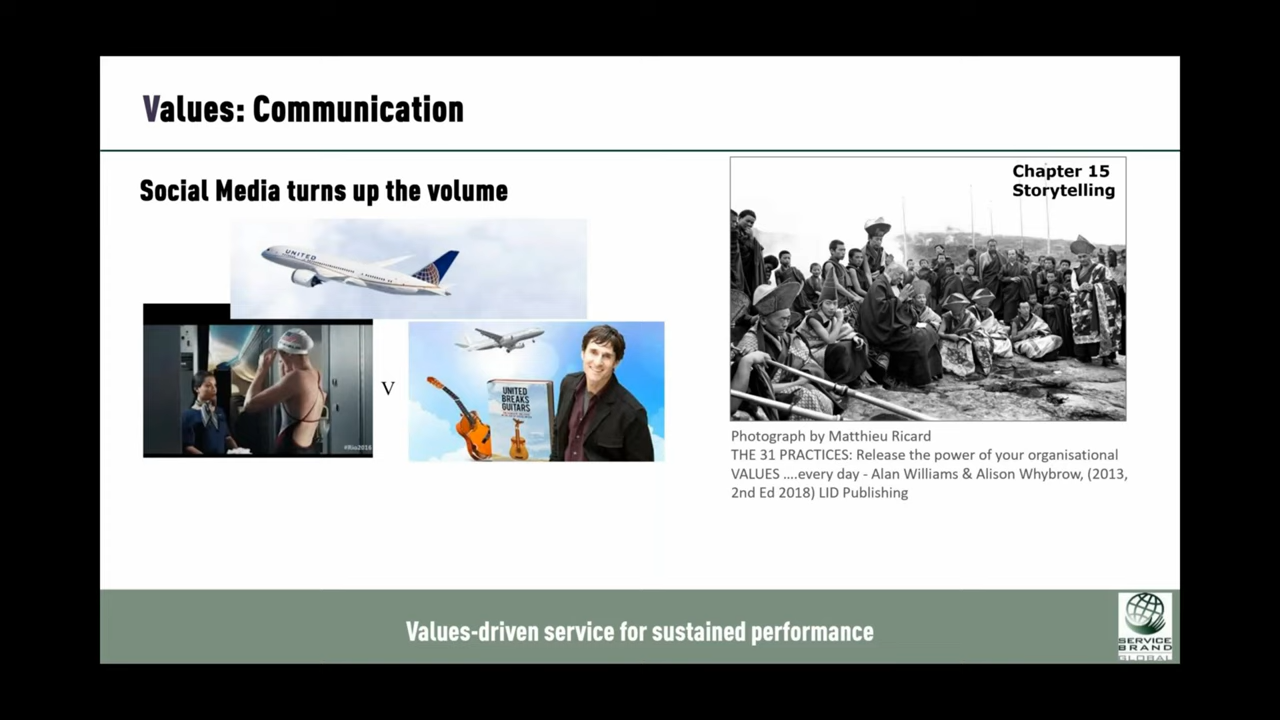 Values: Communication
Social Media turns up the volume
UNITED
#Rio2016
V
UNITED
BREAKS
GUITARS
Chapter 15
Storytelling
Photograph by Matthieu Ricard
THE 31 PRACTICES: Release the power of your organisational
VALUES ....every day - Alan Williams & Alison Whybrow, (2013,
2nd Ed 2018) LID Publishing
Values-driven service for sustained performance
SERVICE
BRAND
GLOBAL